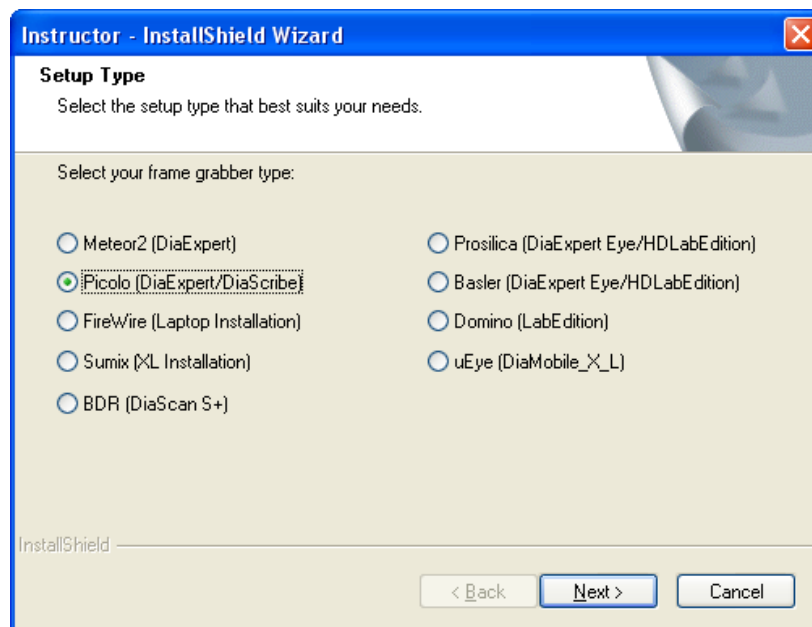 Instructor - InstallShield Wizard
Setup Type
Select the setup type that best suits your needs.
Select your frame grabber type:
Meteor2 (DiaExpert)
Picolo (DiaExpert/DiaScribe)
FireWire (Laptop Installation)
Sumix (XL Installation)
BDR (DiaScan S+)
Prosilica (DiaExpert Eye/HDLabEdition)
Basler (DiaExpert Eye/HDLabEdition)
Domino (LabEdition)
uEye (DiaMobile_X_L)
InstallShield
< Back
Next >
Cancel